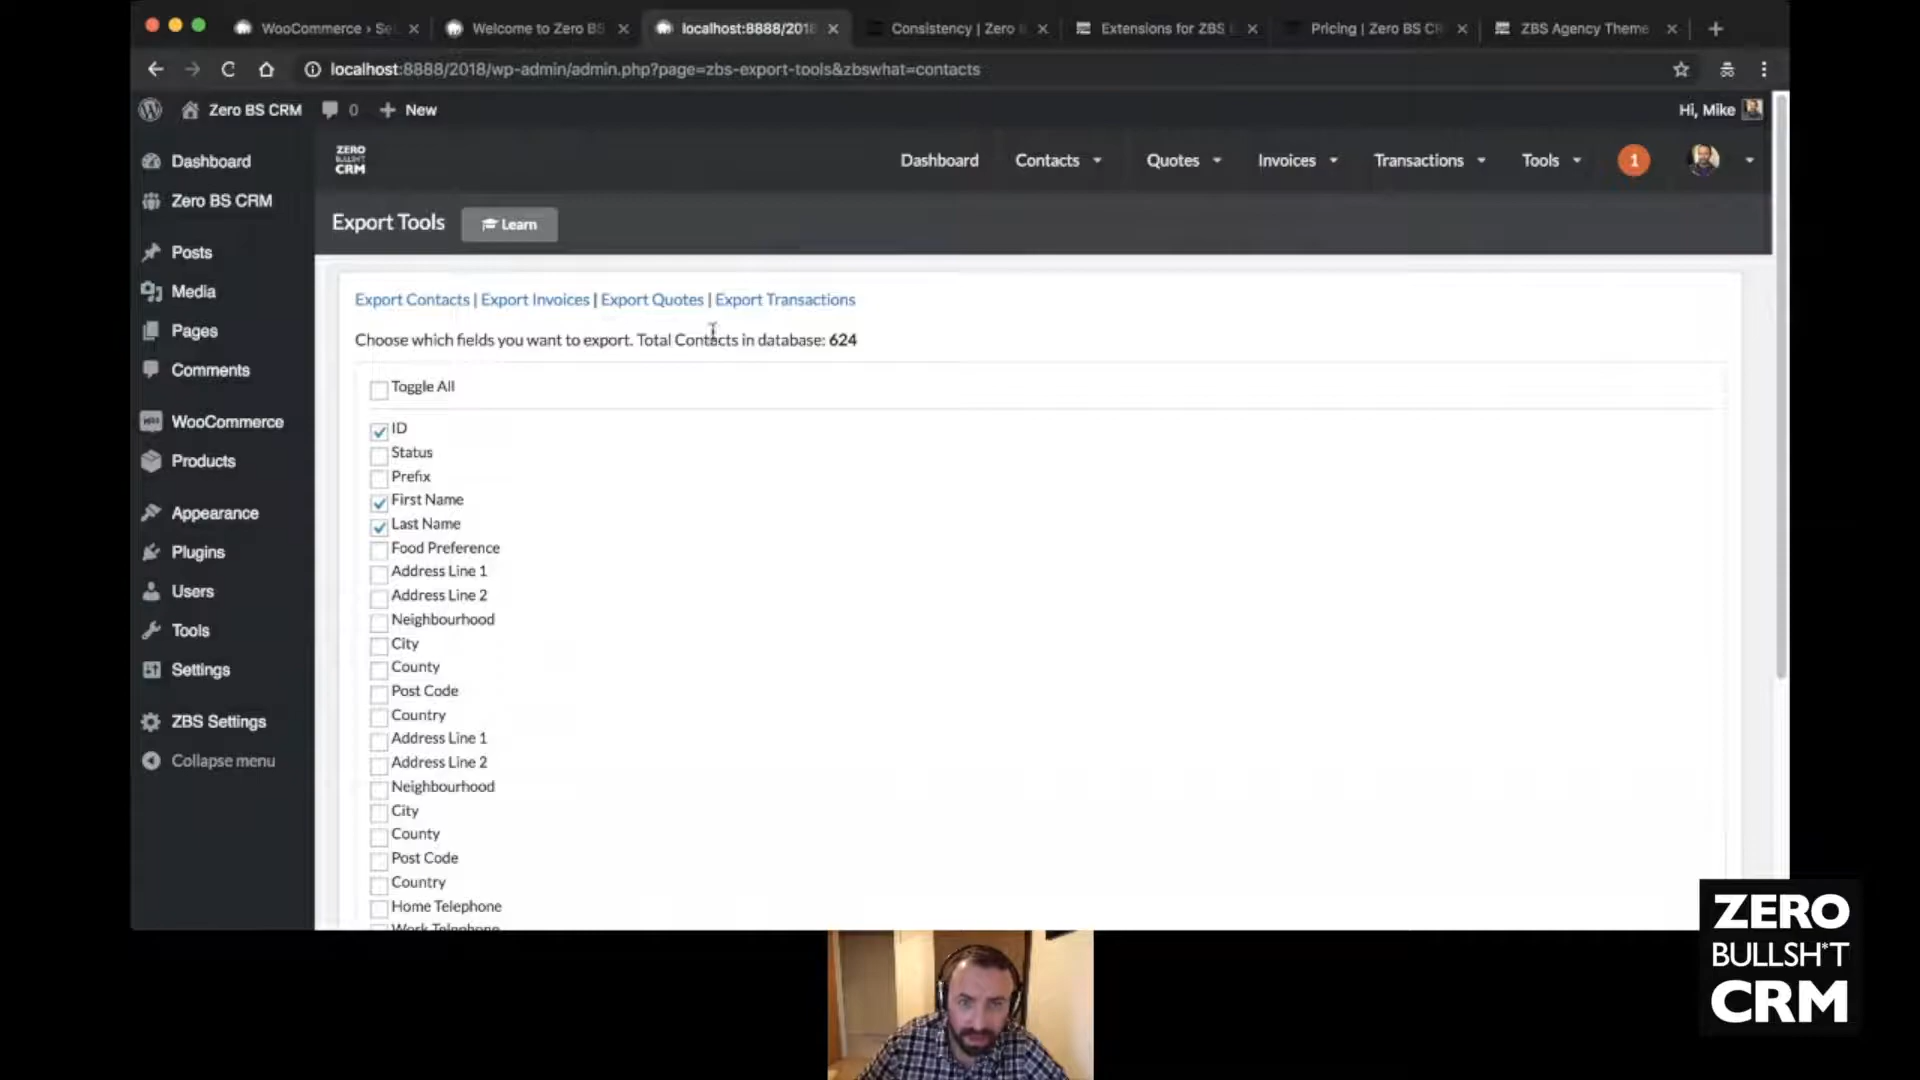 WooCommerce › Se
Welcome to Zero BS
localhost:8888/2018
Consistency | Zero
Extensions for ZBS
Pricing | Zero BS CR
ZBS Agency Theme
localhost:8888/2018/wp-admin/admin.php?page=zbs-export-tools&zbswhat=contacts
Zero BS CRM
0
New
Hi, Mike
Dashboard
Zero BS CRM
Posts
Media
Pages
Comments
WooCommerce
Products
Appearance
Plugins
Users
Tools
Settings
ZBS Settings
Collapse menu
ZERO
BULLSH*T
CRM
Dashboard
Contacts
Quotes
Invoices
Transactions
Tools
1
Export Tools
Learn
Export Contacts | Export Invoices | Export Quotes | Export Transactions
Choose which fields you want to export. Total Contacts in database: 624
Toggle All
ID
Status
Prefix
First Name
Last Name
Food Preference
Address Line 1
Address Line 2
Neighbourhood
City
County
Post Code
Country
Address Line 1
Address Line 2
Neighbourhood
City
County
Post Code
Country
Home Telephone
Work Telephone
ZERO
BULLSH*T
CRM